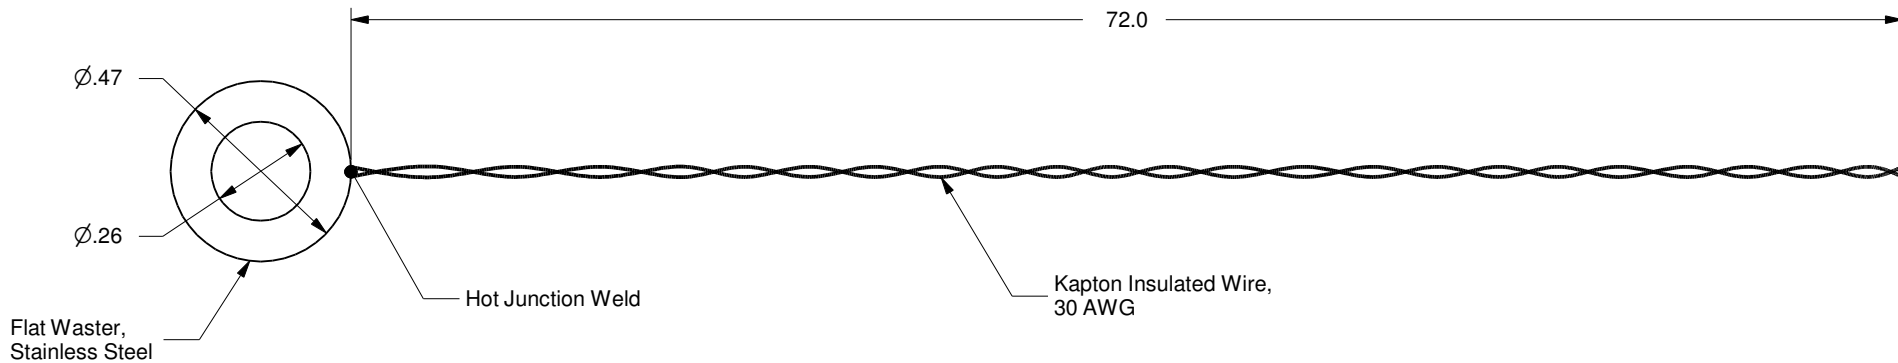 72.0
Ø.47
Ø.26
Hot Junction Weld
Kapton Insulated Wire,
30 AWG
Flat Waster,
Stainless Steel